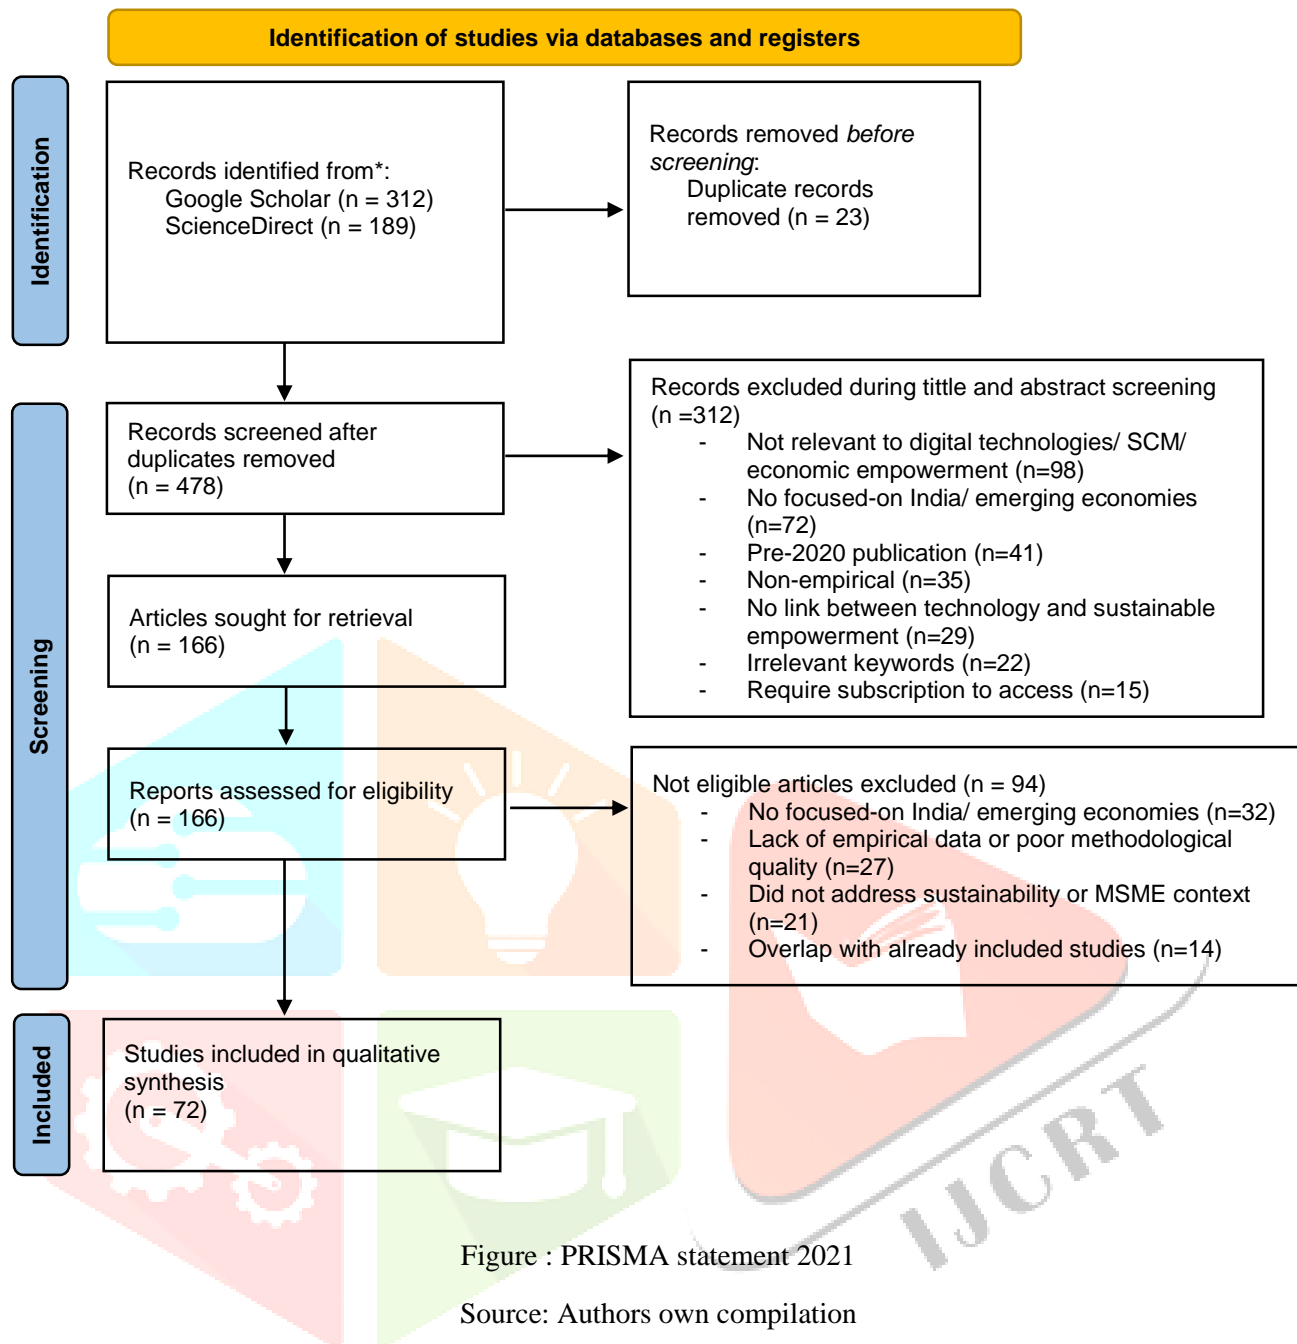 Identification of studies via databases and registers
Identification
Records identified from*:
Google Scholar (n = 312)
ScienceDirect (n = 189)
Records removed before
screening:
Duplicate records
removed (n = 23)
Screening
Records screened after
duplicates removed
(n = 478)
Records excluded during tittle and abstract screening
(n =312)
- Not relevant to digital technologies/ SCM/
economic empowerment (n=98)
- No focused-on India/ emerging economies
(n=72)
- Pre-2020 publication (n=41)
- Non-empirical (n=35)
- No link between technology and sustainable
empowerment (n=29)
- Irrelevant keywords (n=22)
- Require subscription to access (n=15)
Articles sought for retrieval
(n = 166)
Reports assessed for eligibility
(n = 166)
Not eligible articles excluded (n = 94)
- No focused-on India/ emerging economies (n=32)
- Lack of empirical data or poor methodological
quality (n=27)
- Did not address sustainability or MSME context
(n=21)
- Overlap with already included studies (n=14)
Included
Studies included in qualitative
synthesis
(n = 72)
IJCRT
Figure : PRISMA statement 2021
Source: Authors own compilation